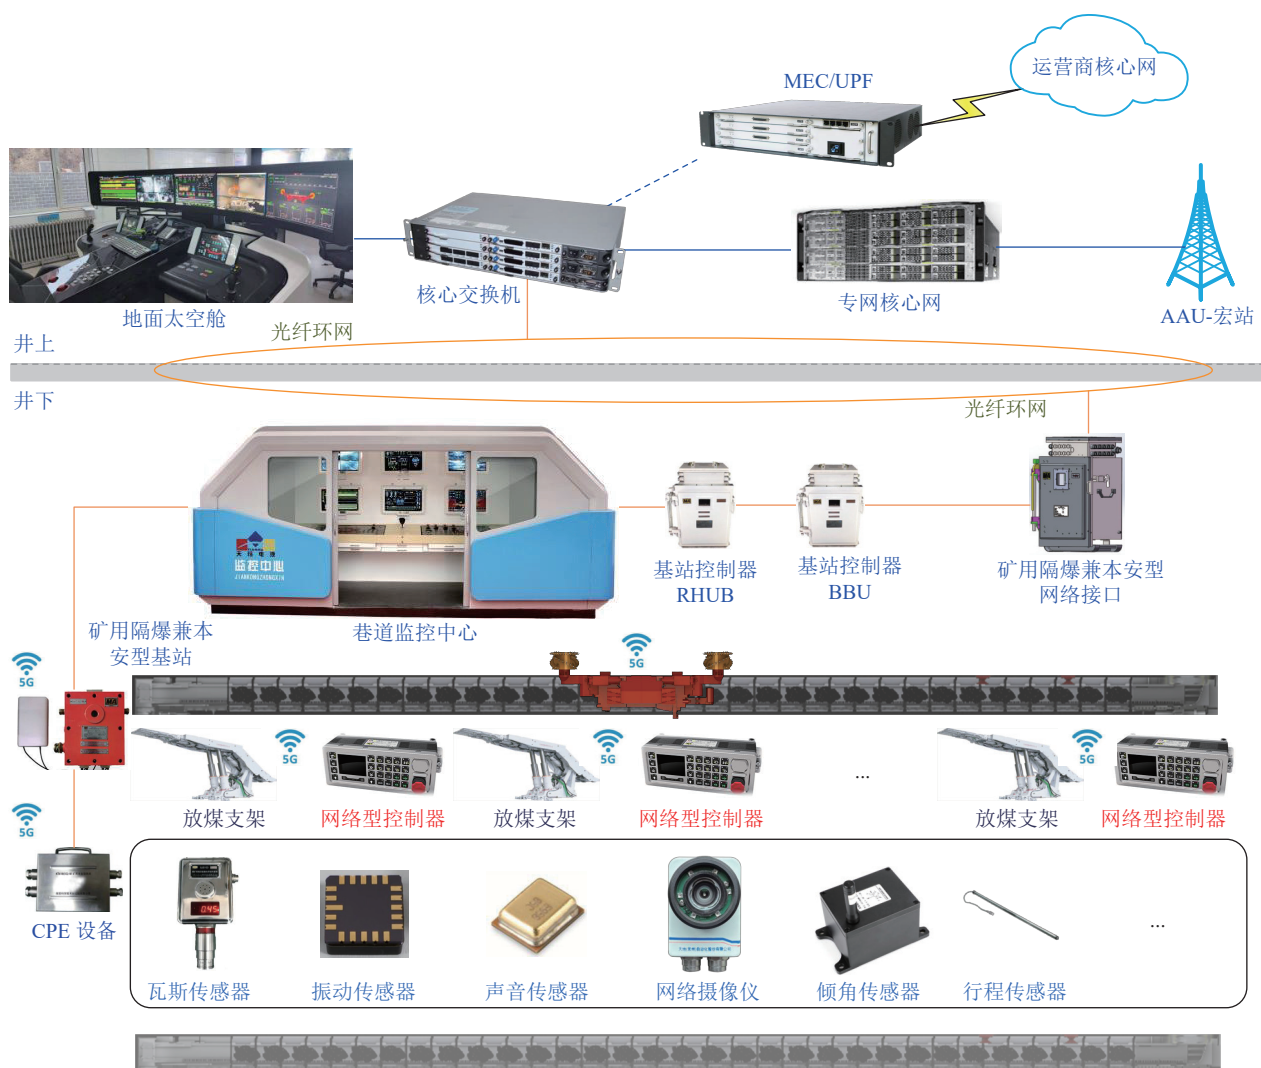 运营商核心网
MEC/UPF
核心交换机
专网核心网
AAU-宏站
地面太空舱
光纤环网
井上
井下
光纤环网
监控中心
JIANKONGZHONGXIN
基站控制器
RHUB
基站控制器
BBU
矿用隔爆兼本安型
网络接口
巷道监控中心
矿用隔爆兼本
安型基站
5G
5G
5G
5G
5G
放煤支架
网络型控制器
放煤支架
网络型控制器
...
放煤支架
网络型控制器
5G
CPE 设备
0.45
瓦斯传感器
振动传感器
声音传感器
网络摄像仪
倾角传感器
行程传感器
...